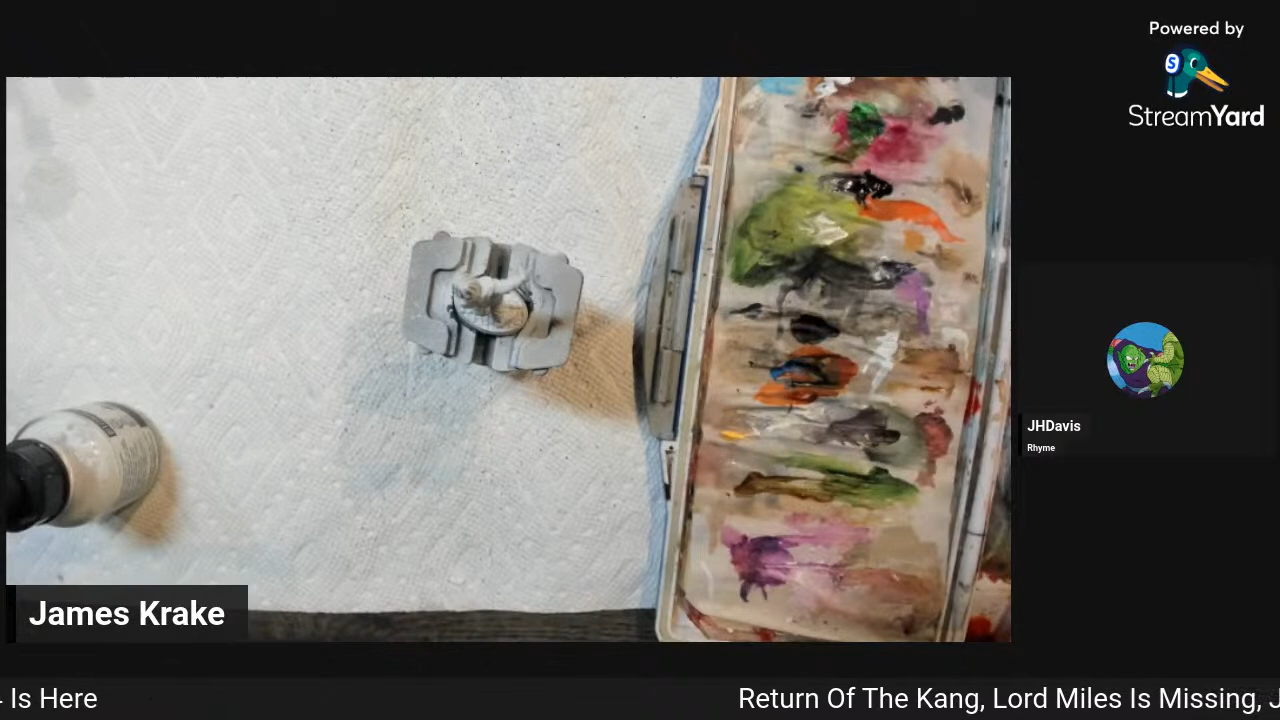 Powered by
S
StreamYard
JHDavis
Rhyme
James Krake
Is Here
Return Of The Kang, Lord Miles Is Missing,